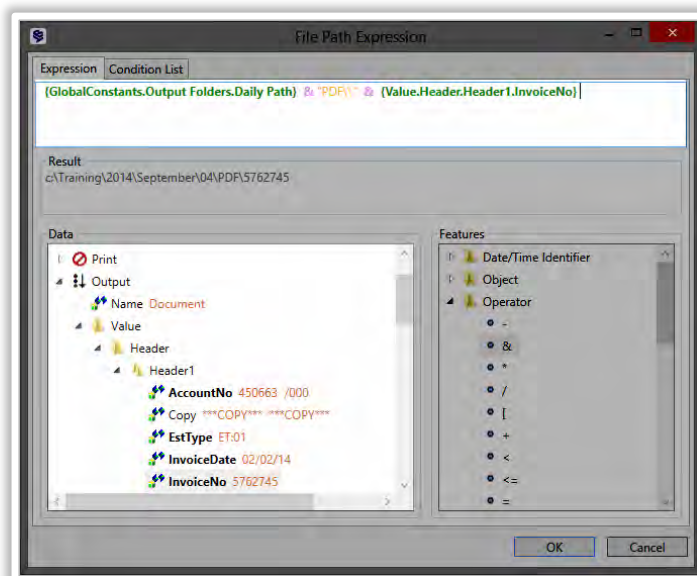 File Path Expression
Expression Condition List
{GlobalConstants.Output Folders.Daily Path} & "PDF\\" & {Value.Header.Header1.InvoiceNo}
Result
c:\Training\2014\September\04\PDF\5762745
Data
Print
Output
Name Document
Value
Header
Header1
AccountNo 450663 /000
Copy ***COPY*** ***COPY***
EstType ET:01
InvoiceDate 02/02/14
InvoiceNo 5762745
Features
Date/Time Identifier
Object
Operator
-
&
*
/
[
+
<
<=
=
OK Cancel